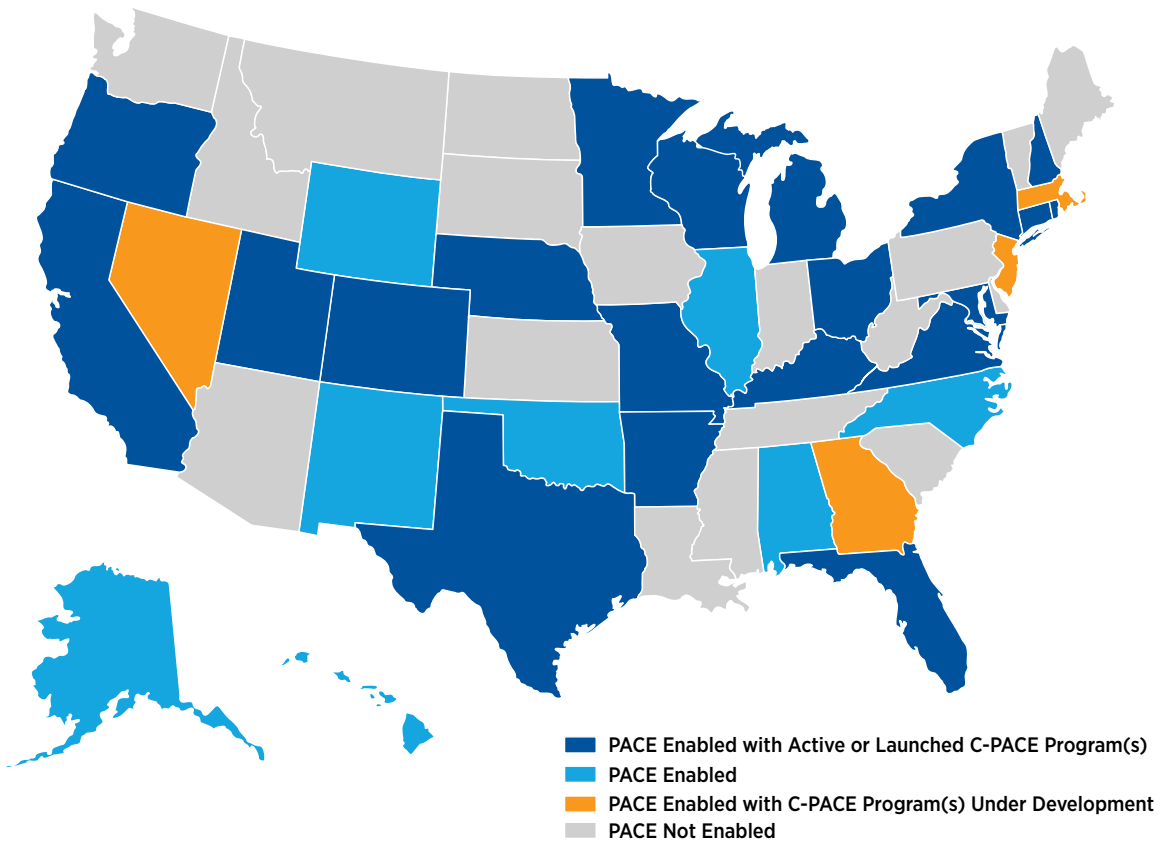 PACE Enabled with Active or Launched C-PACE Program(s)
PACE Enabled
PACE Enabled with C-PACE Program(s) Under Development
PACE Not Enabled